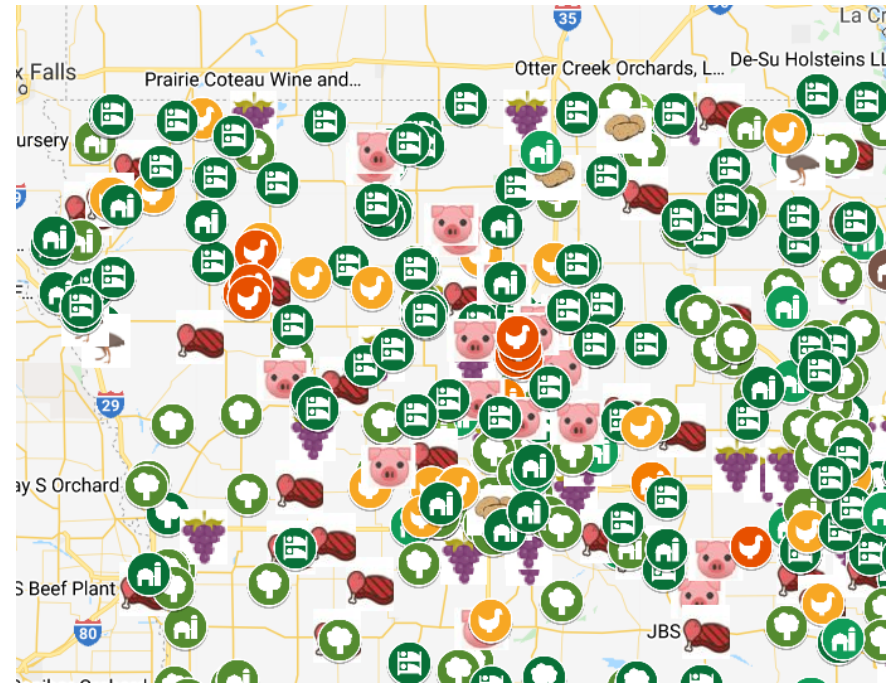 La Cr
35
x Falls
Prairie Coteau Wine and...
Otter Creek Orchards, L...
De-Su Holsteins LL
ursery
29
ay S Orchard
S Beef Plant
80
JBS